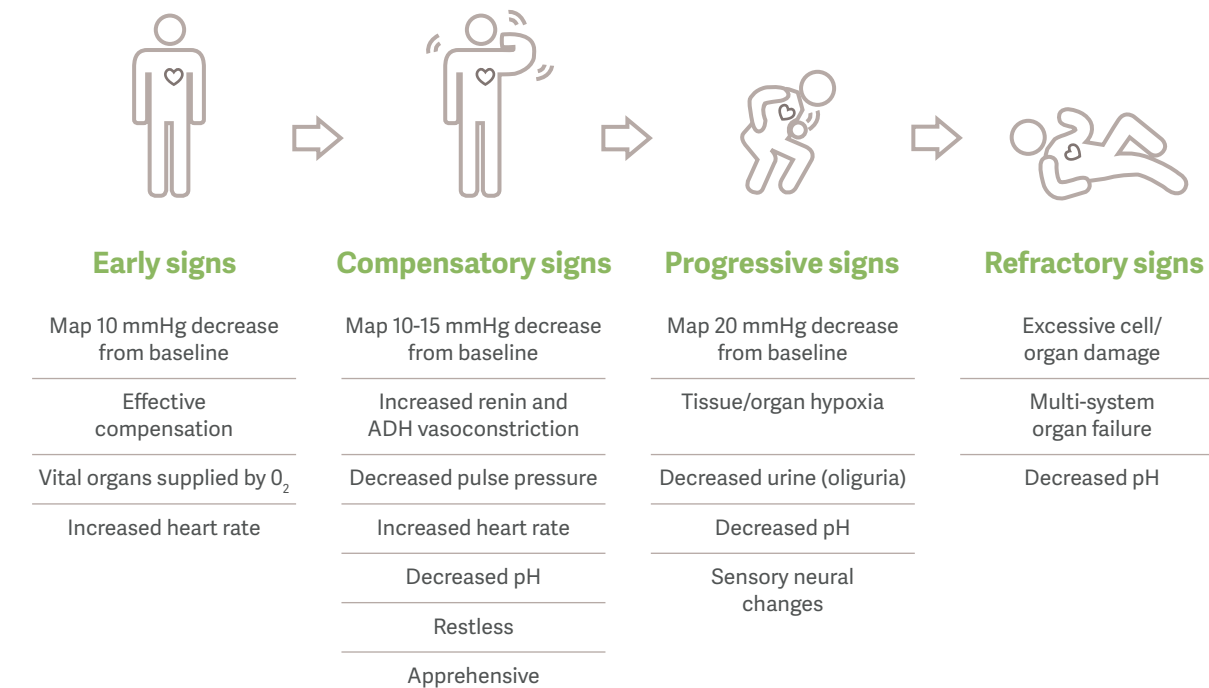 Early signs
Map 10 mmHg decrease
from baseline
Effective
compensation
Vital organs supplied by 0₂
Increased heart rate
Compensatory signs
Map 10-15 mmHg decrease
from baseline
Increased renin and
ADH vasoconstriction
Decreased pulse pressure
Increased heart rate
Decreased pH
Restless
Apprehensive
Progressive signs
Map 20 mmHg decrease
from baseline
Tissue/organ hypoxia
Decreased urine (oliguria)
Decreased pH
Sensory neural
changes
Refractory signs
Excessive cell/
organ damage
Multi-system
organ failure
Decreased pH